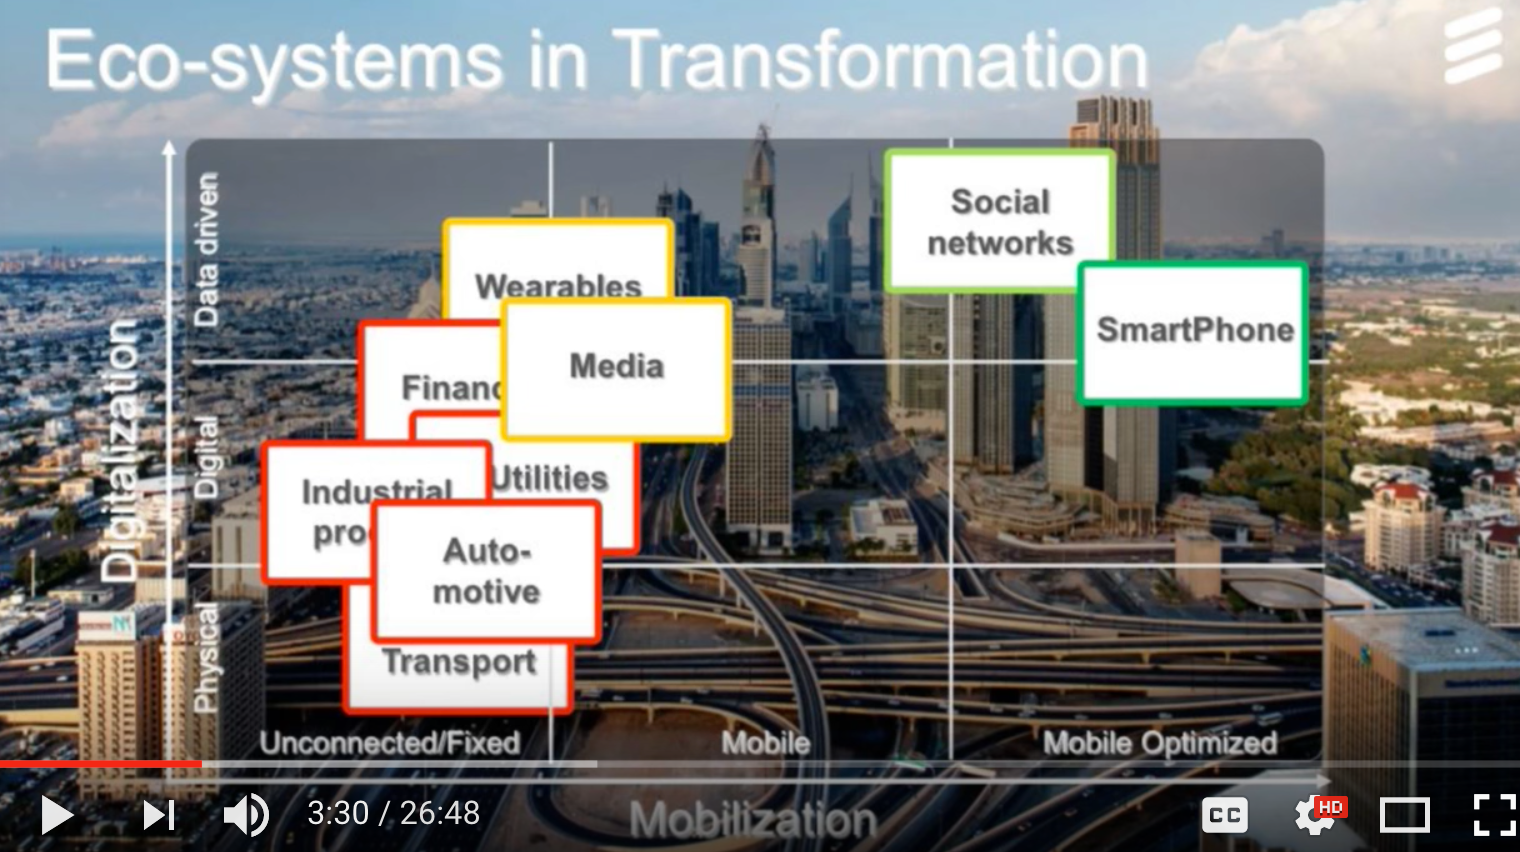 Eco-systems in Transformation
Digitalization
Data driven
Digital
Physical
Social
networks
Wearables
SmartPhone
Media
Financ
Utilities
Industrial
pro
Auto-
motive
Transport
Unconnected/Fixed
Mobile
Mobile Optimized
Mobilization
3:30 / 26:48
CC
HD